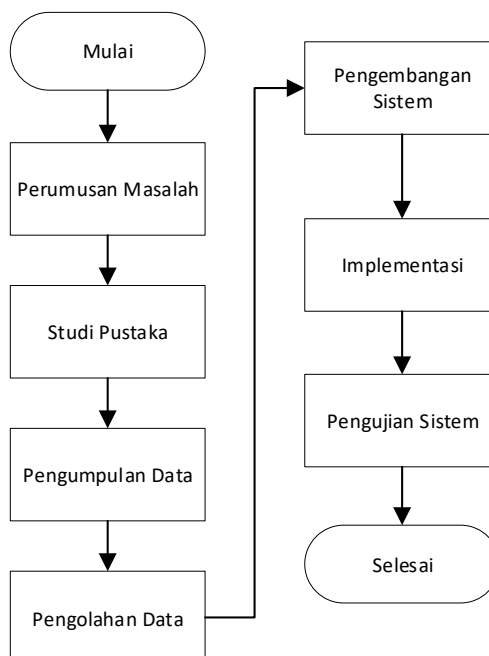 Mulai
Perumusan Masalah
Studi Pustaka
Pengumpulan Data
Pengolahan Data
Pengembangan
Sistem
Implementasi
Pengujian Sistem
Selesai